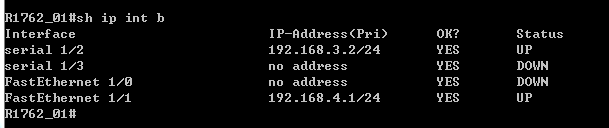 R1762_01#sh ip int b
Interface                        IP-Address(Pri)      OK?       Status
serial 1/2                       192.168.3.2/24       YES       UP
serial 1/3                       no address           YES       DOWN
FastEthernet 1/0                 no address           YES       DOWN
FastEthernet 1/1                 192.168.4.1/24       YES       UP
R1762_01#